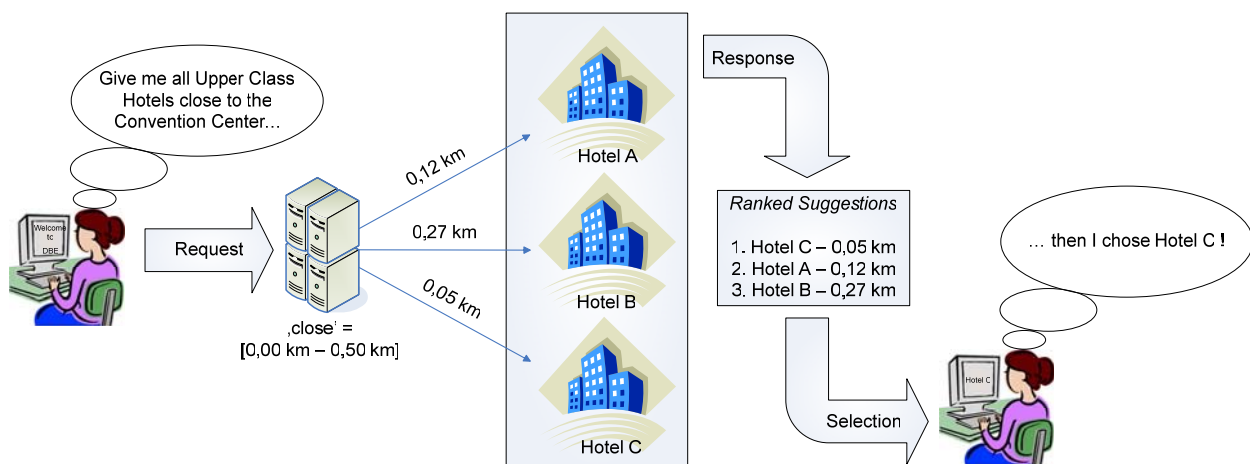 Give me all Upper Class
Hotels close to the
Convention Center...
Welcome
tc
DBE
Request
‚close' =
[0,00 km – 0,50 km]
0,12 km
0,27 km
0,05 km
Hotel A
Hotel B
Hotel C
Response
Ranked Suggestions
1. Hotel C – 0,05 km
2. Hotel A – 0,12 km
3. Hotel B – 0,27 km
Selection
... then I chose Hotel C !
Hotel C